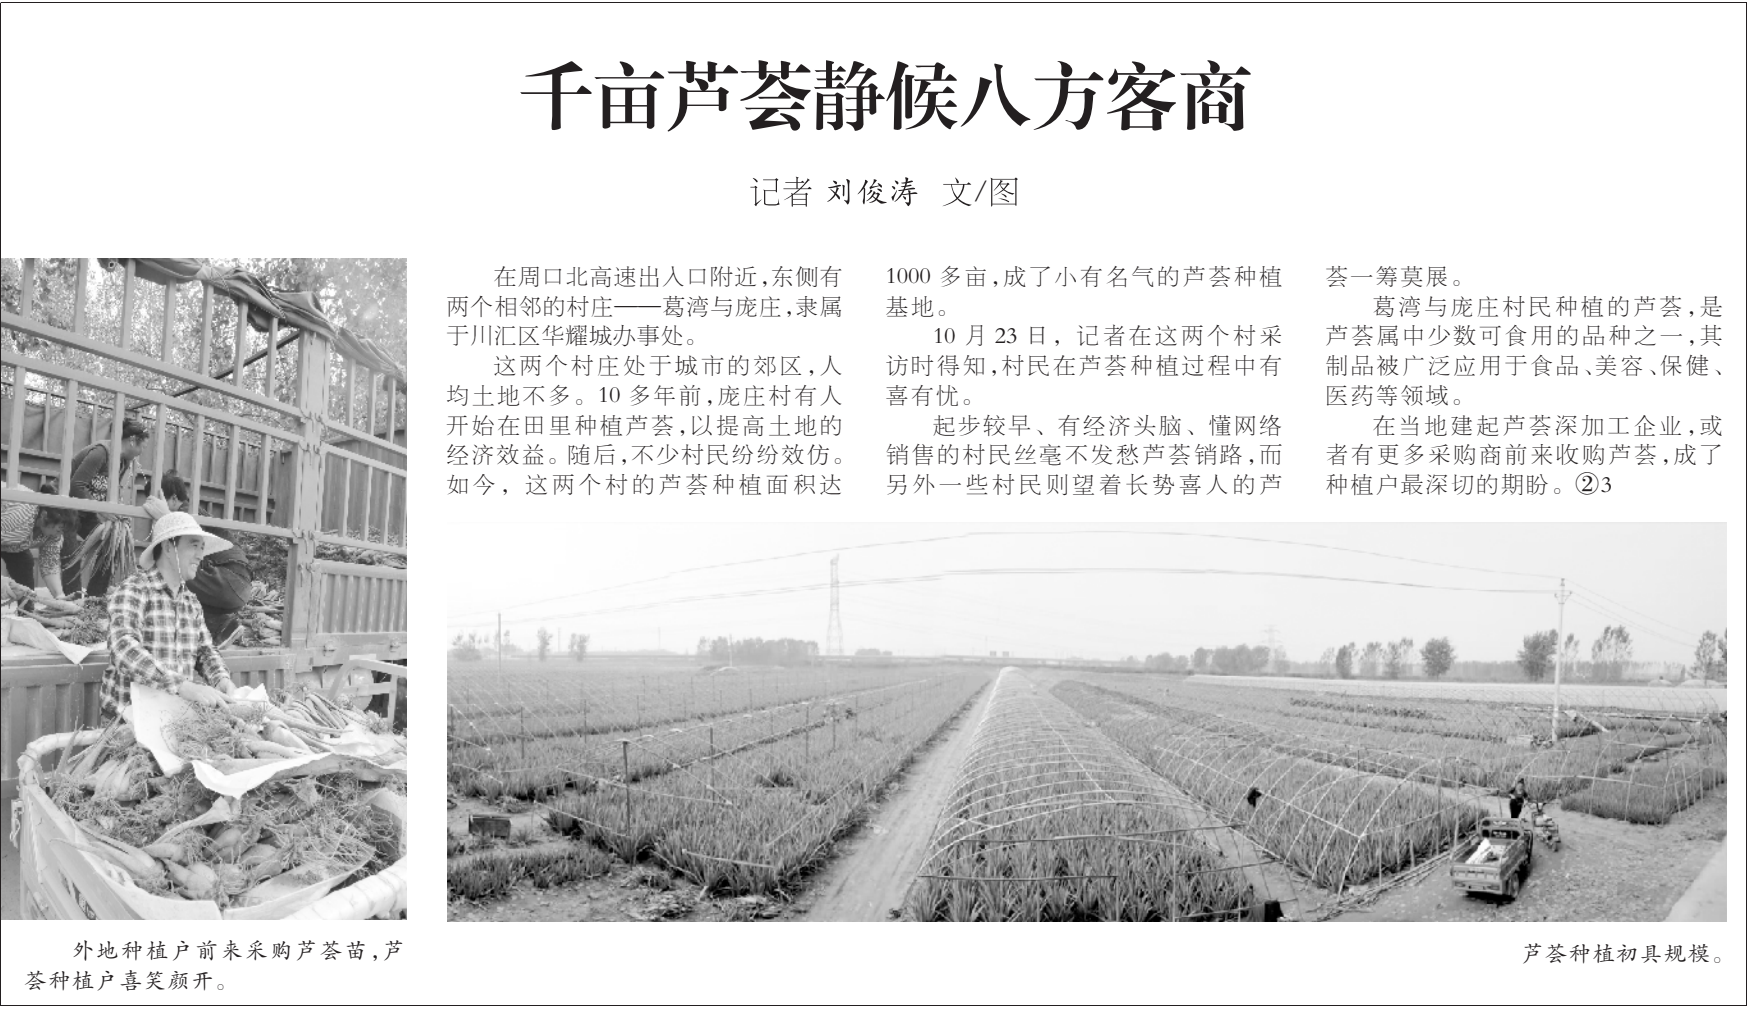 千亩芦荟静候八方客商
记者 刘俊涛 文/图
在周口北高速出入口附近,东侧有
两个相邻的村庄——葛湾与庞庄,隶属
于川汇区华耀城办事处。
这两个村庄处于城市的郊区,人
均土地不多。10 多年前,庞庄村有人
开始在田里种植芦荟,以提高土地的
经济效益。随后,不少村民纷纷效仿。
如今，这两个村的芦荟种植面积达
1000 多亩,成了小有名气的芦荟种植
基地。
10 月 23 日，记者在这两个村采
访时得知,村民在芦荟种植过程中有
喜有忧。
起步较早、有经济头脑、懂网络
销售的村民丝毫不发愁芦荟销路,而
另外一些村民则望着长势喜人的芦
荟一筹莫展。
葛湾与庞庄村民种植的芦荟,是
芦荟属中少数可食用的品种之一,其
制品被广泛应用于食品、美容、保健、
医药等领域。
在当地建起芦荟深加工企业,或
者有更多采购商前来收购芦荟,成了
种植户最深切的期盼。②3
外地种植户前来采购芦荟苗,芦
荟种植户喜笑颜开。
芦荟种植初具规模。